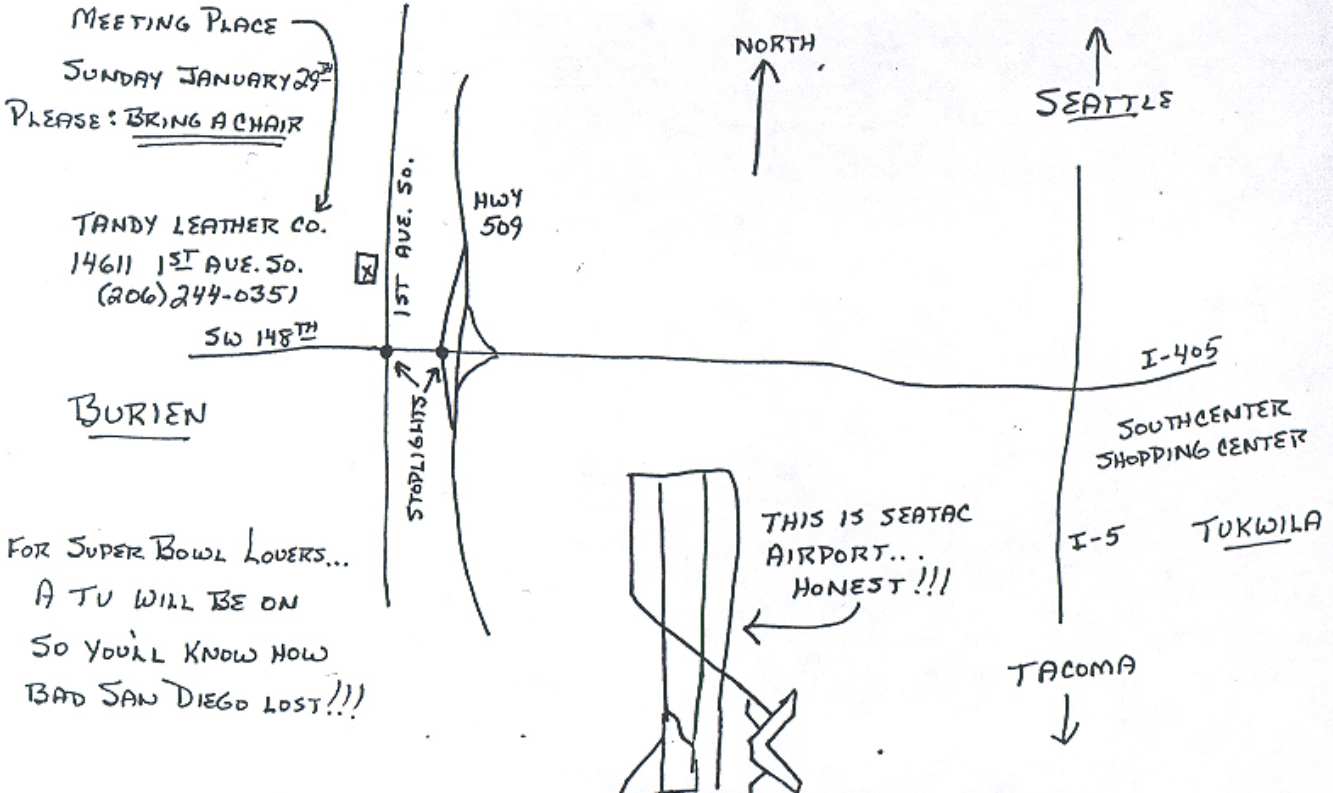 MEETING PLACE
SUNDAY JANUARY 29TH
PLEASE: BRING A CHAIR
TANDY LEATHER CO.
14611 1ST AVE. SO.
(206) 244-0351
SW 148TH
BURIEN
FOR SUPER BOWL LOVERS...
A TV WILL BE ON
SO YOU'LL KNOW HOW
BAD SAN DIEGO LOST!!!
X
1ST AVE. SO.
HWY
509
STOPLIGHTS
NORTH
THIS IS SEATAC
AIRPORT...
HONEST!!!
SEATTLE
I-405
SOUTHCENTER
SHOPPING CENTER
I-5
TUKWILA
TACOMA